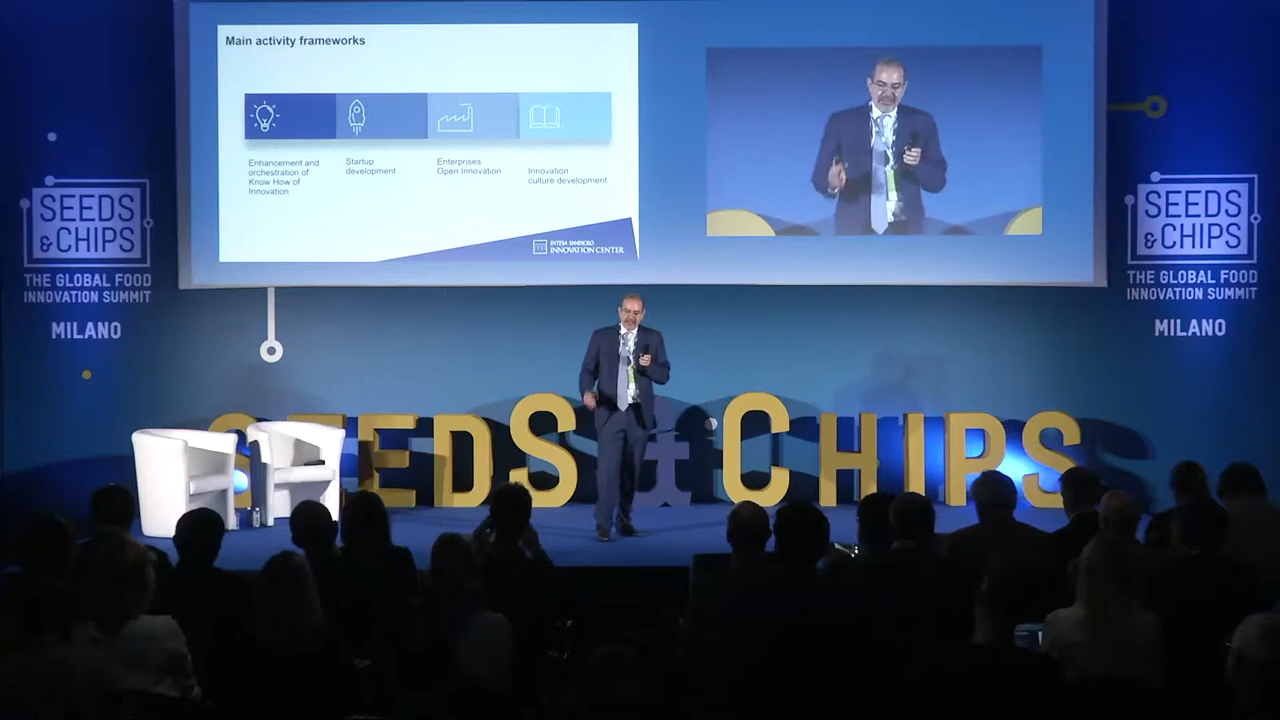 Main activity frameworks
Enhancement and
orchestration of
Know How of
Innovation
Startup
development
Enterprises
Open Innovation
Innovation
culture development
INTESA SANPAOLO
INNOVATION CENTER
SEEDS
& CHIPS
THE GLOBAL FOOD
INNOVATION SUMMIT
MILANO
SEEDS
& CHIPS
THE GLOBAL FOOD
INNOVATION SUMMIT
MILANO
SEEDS & CHIPS